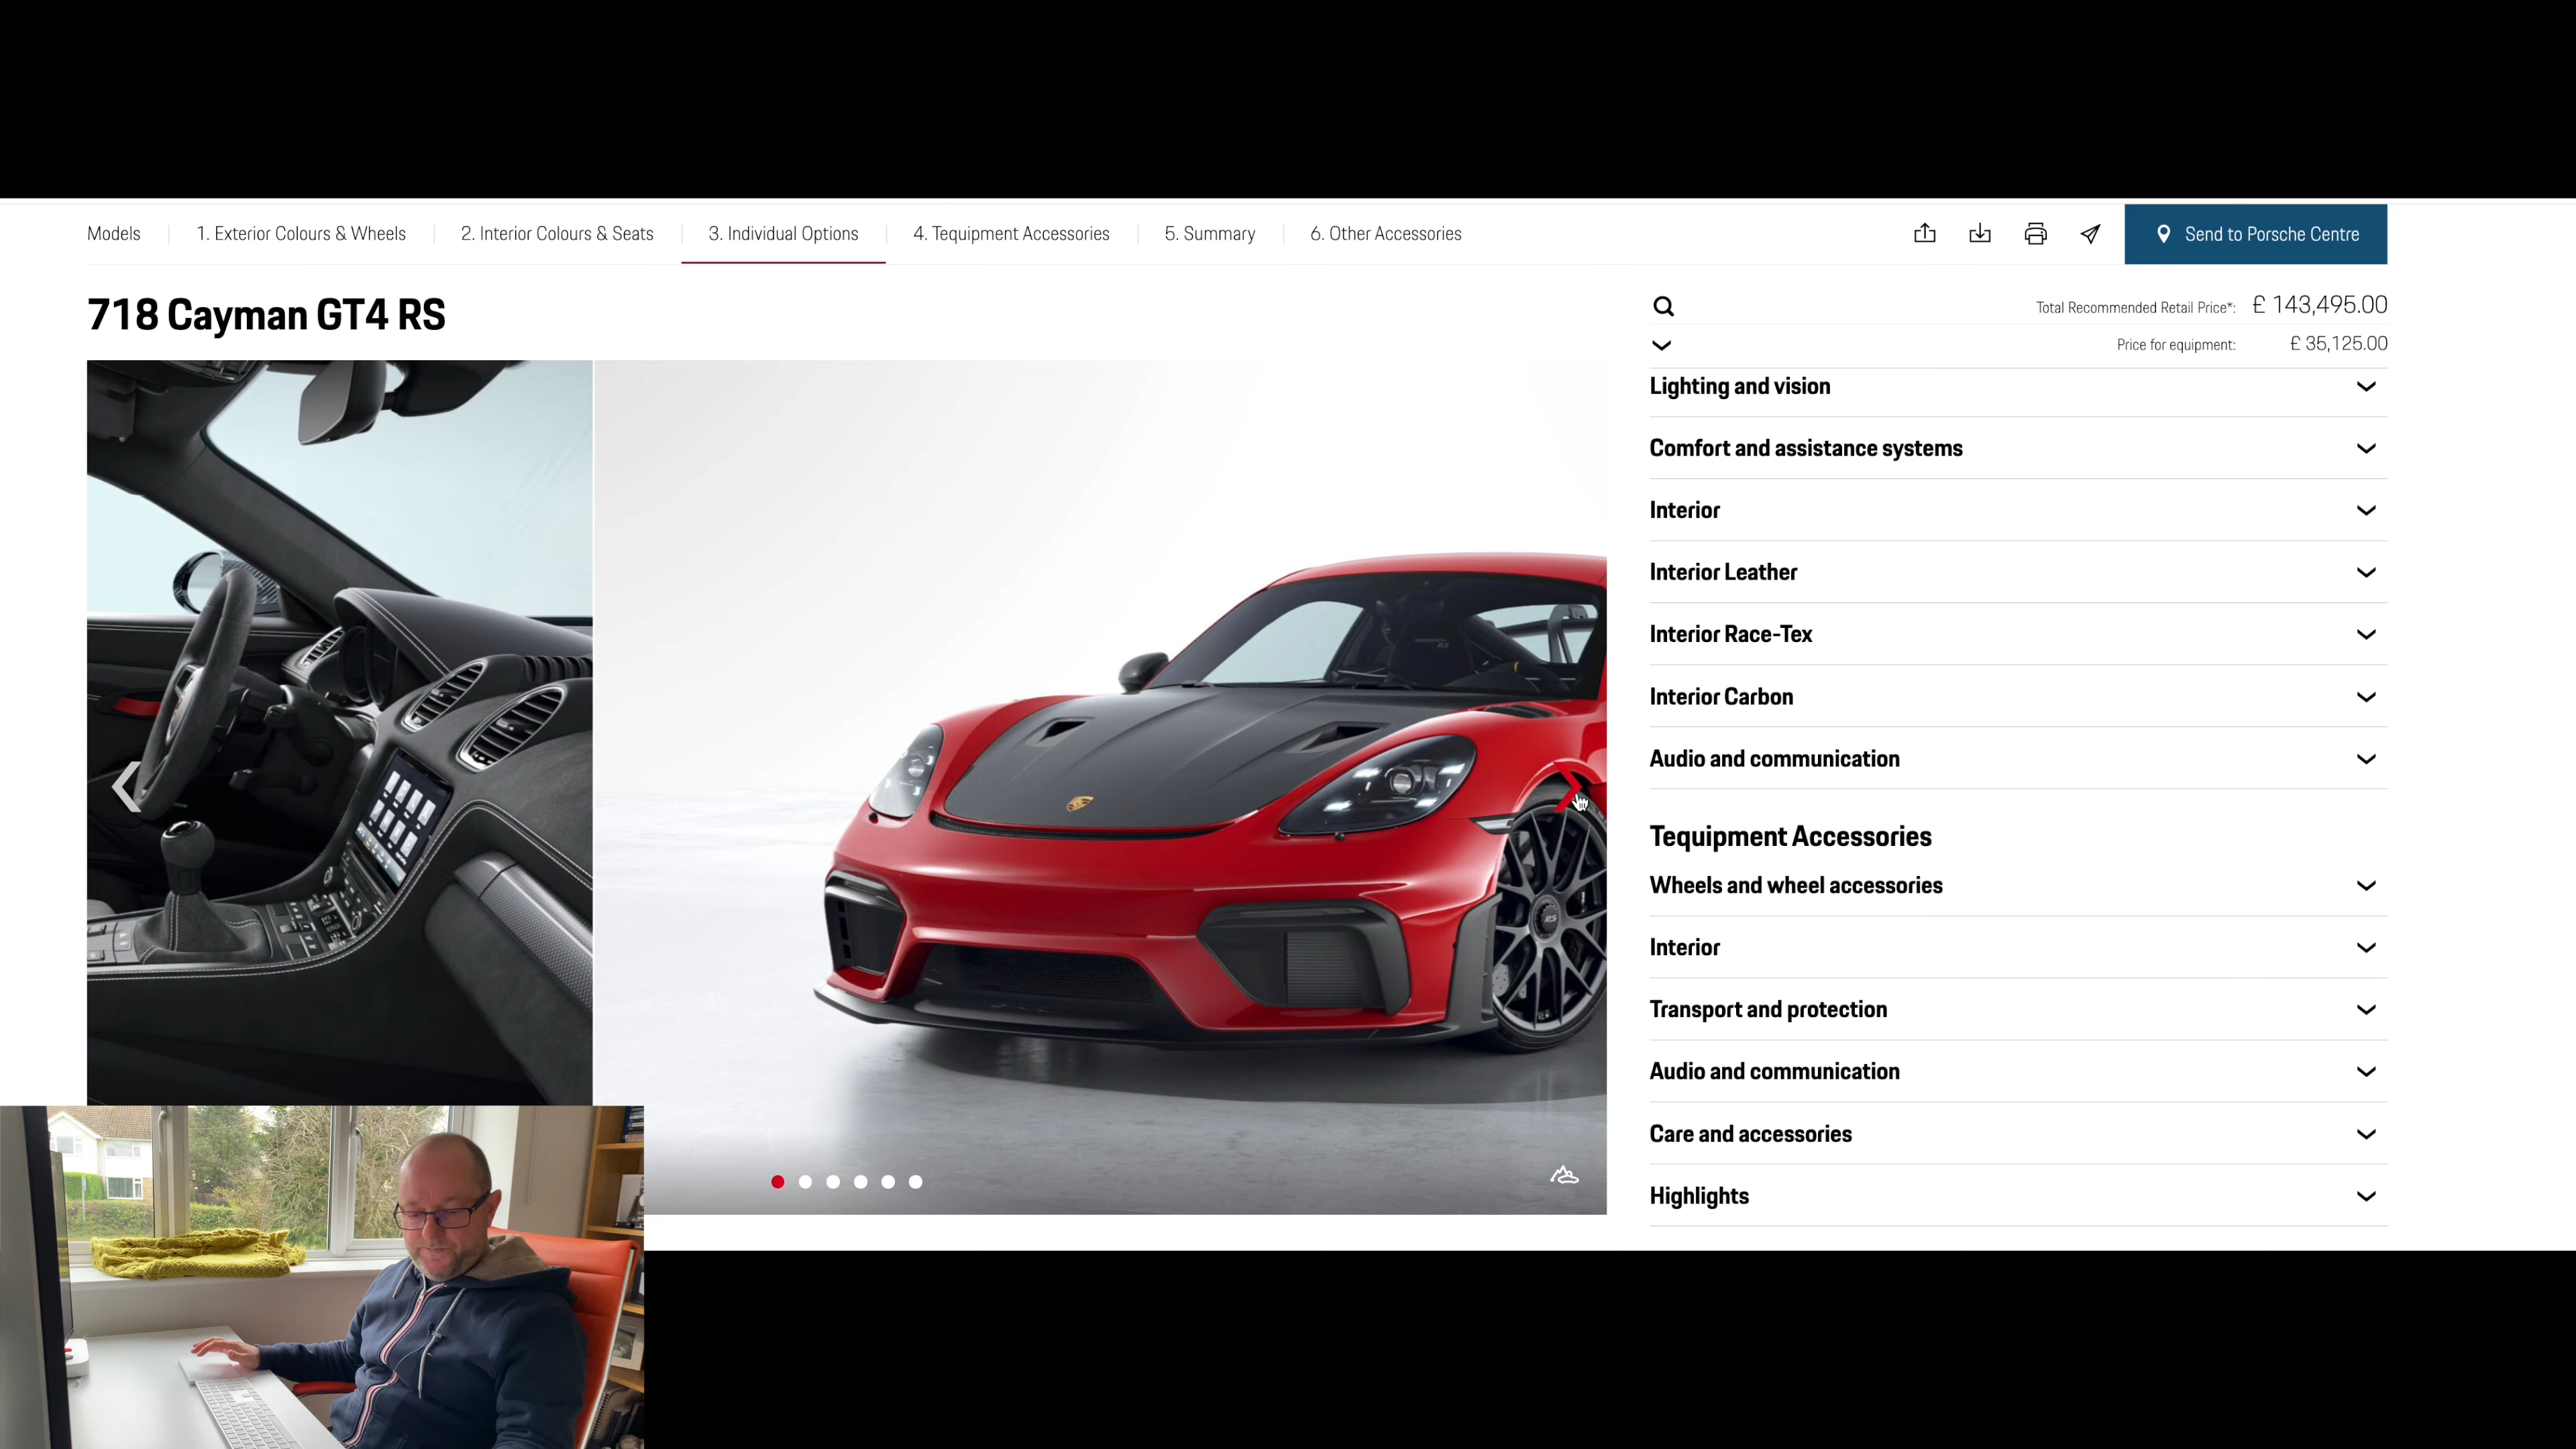 Models
1. Exterior Colours & Wheels
2. Interior Colours & Seats
3. Individual Options
4. Tequipment Accessories
5. Summary
6. Other Accessories
Send to Porsche Centre
718 Cayman GT4 RS
Total Recommended Retail Price*: £ 143,495.00
Price for equipment: £ 35,125.00
Lighting and vision
Comfort and assistance systems
Interior
Interior Leather
Interior Race-Tex
Interior Carbon
Audio and communication
Tequipment Accessories
Wheels and wheel accessories
Interior
Transport and protection
Audio and communication
Care and accessories
Highlights
RS